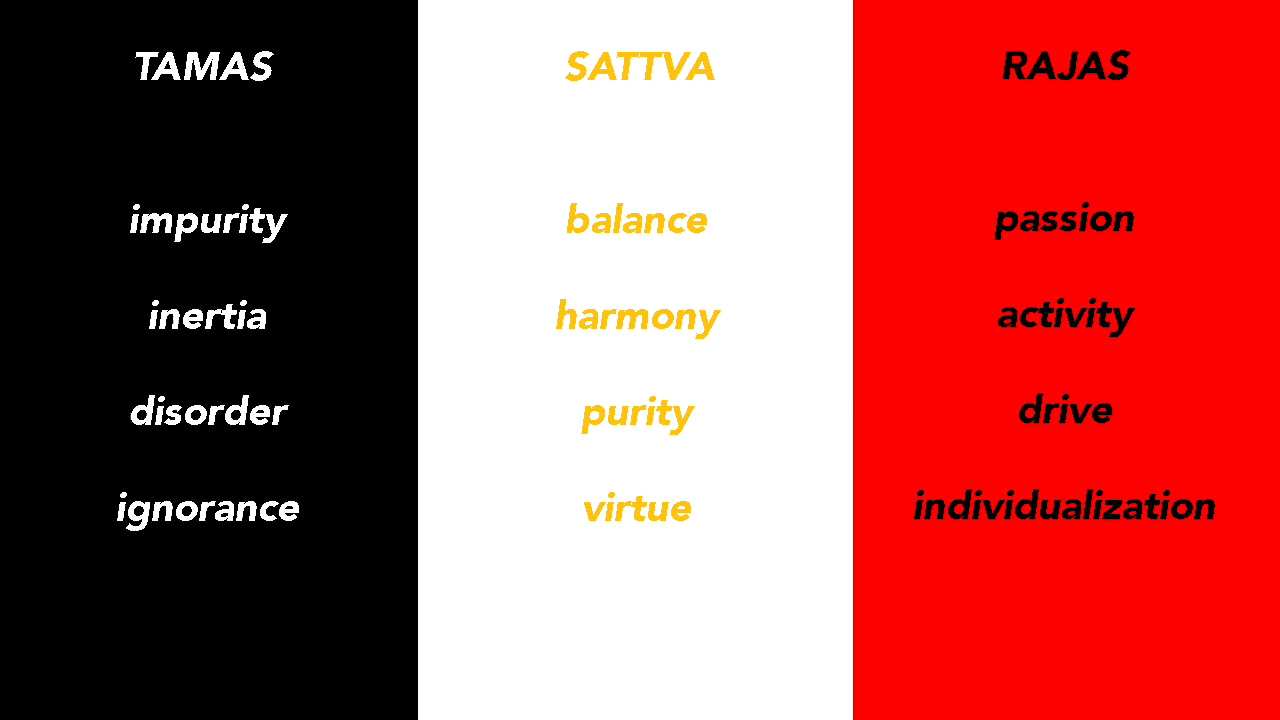 TAMAS
impurity
inertia
disorder
ignorance
SATTVA
balance
harmony
purity
virtue
RAJAS
passion
activity
drive
individualization